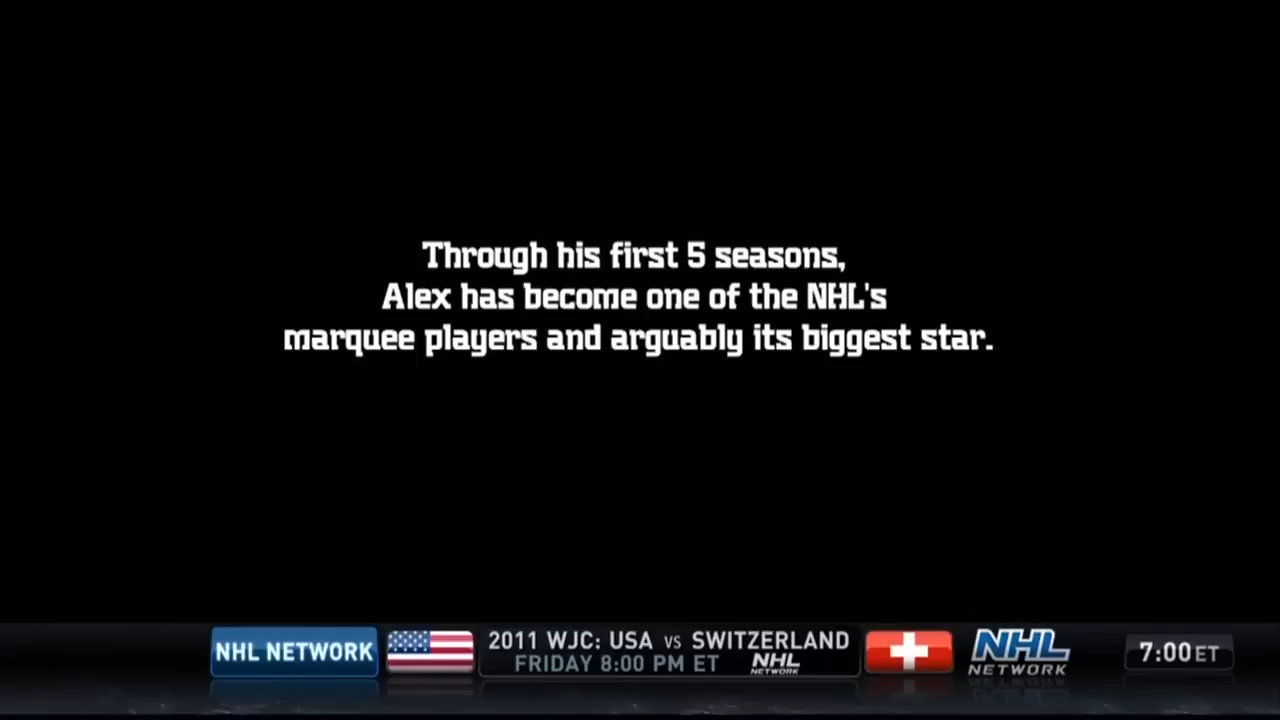 Through his first 5 seasons,
Alex has become one of the NHL's
marquee players and arguably its biggest star.
NHL NETWORK
2011 WJC: USA VS SWITZERLAND
FRIDAY 8:00 PM ET NHL NETWORK
NHL NETWORK
7:00 ET